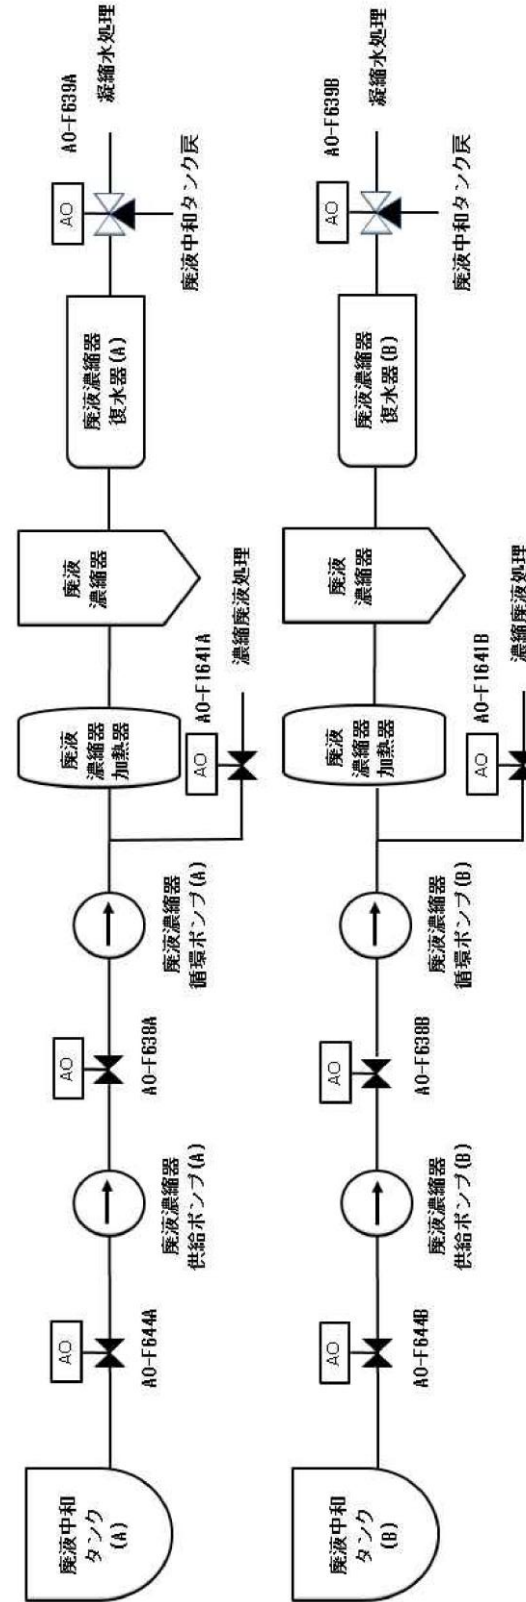 廃液中和
タンク
(A)
AO
AO-F644A
廃液濃縮器
供給ポンプ(A)
AO
AO-F638A
廃液濃縮器
循環ポンプ(A)
廃液
濃縮器
加熱器
AO
AO-F1641A
濃縮廃液処理
廃液
濃縮器
廃液濃縮器
復水器(A)
AO
AO-F639A
凝縮水処理
廃液中和タンク戻
廃液中和
タンク
(B)
AO
AO-F644B
廃液濃縮器
供給ポンプ(B)
AO
AO-F638B
廃液濃縮器
循環ポンプ(B)
廃液
濃縮器
加熱器
AO
AO-F1641B
濃縮廃液処理
廃液
濃縮器
廃液濃縮器
復水器(B)
AO
AO-F639B
凝縮水処理
廃液中和タンク戻